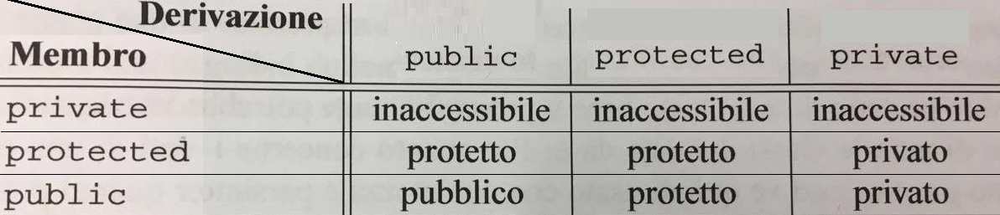 Derivazione
Membro public protected private
private inaccessibile inaccessibile inaccessibile
protected protetto protetto privato
public pubblico protetto privato